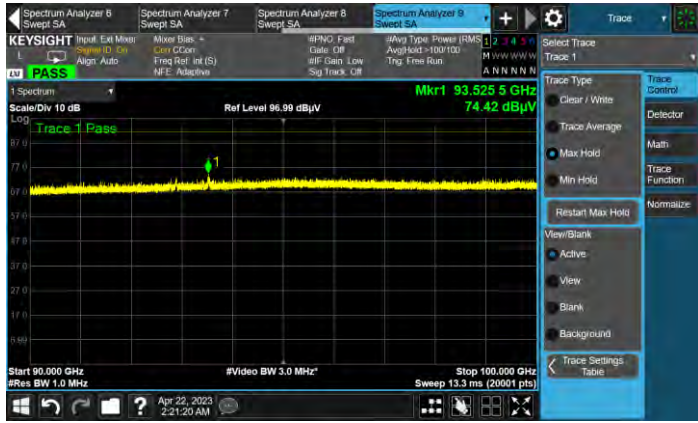 Spectrum Analyzer 6
Swept SA
Spectrum Analyzer 7
Swept SA
Spectrum Analyzer 8
Swept SA
Spectrum Analyzer 9
Swept SA
Trace
KEYSIGHT
L
LXI PASS
Input: Ext Mixer
Signal ID: On
Align: Auto
Mixer Bias: ~
Corr CCorr
Freq Ref: Int (S)
NFE: Adaptive
#PNO: Fast
Gate: Off
#IF Gain: Low
Sig Track: Off
#Avg Type: Power (RMS
Avg|Hold:>100/100
Trig: Free Run
1 2 3 4 5 6
M W W W W W
A N N N N N
1 Spectrum
Scale/Div 10 dB
Log
Ref Level 96.99 dBµV
Mkr1 93.525 5 GHz
74.42 dBµV
Trace 1 Pass
1
87.0
77.0
67.0
57.0
47.0
37.0
27.0
17.0
6.99
Start 90.000 GHz
#Res BW 1.0 MHz
#Video BW 3.0 MHz*
Stop 100.000 GHz
Sweep 13.3 ms (20001 pts)
Select Trace
Trace 1
Trace Type
Clear / Write
Trace Average
Max Hold
Min Hold
Restart Max Hold
View/Blank
Active
View
Blank
Background
Trace Settings
Table
Trace
Control
Detector
Math
Trace
Function
Normalize
?
Apr 22, 2023
2:21:20 AM